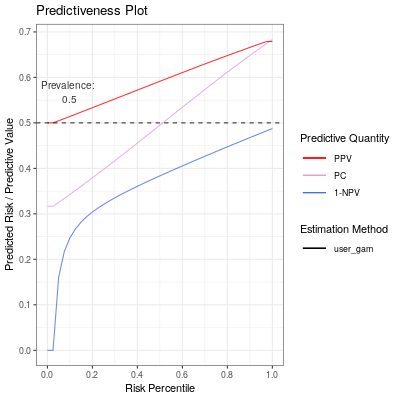 Predictiveness Plot
Predicted Risk / Predictive Value
0.7
0.6
0.5
0.4
0.3
0.2
0.1
0.0
Prevalence:
0.5
0.0 0.2 0.4 0.6 0.8 1.0
Risk Percentile
Predictive Quantity
PPV
PC
1-NPV
Estimation Method
user_gam